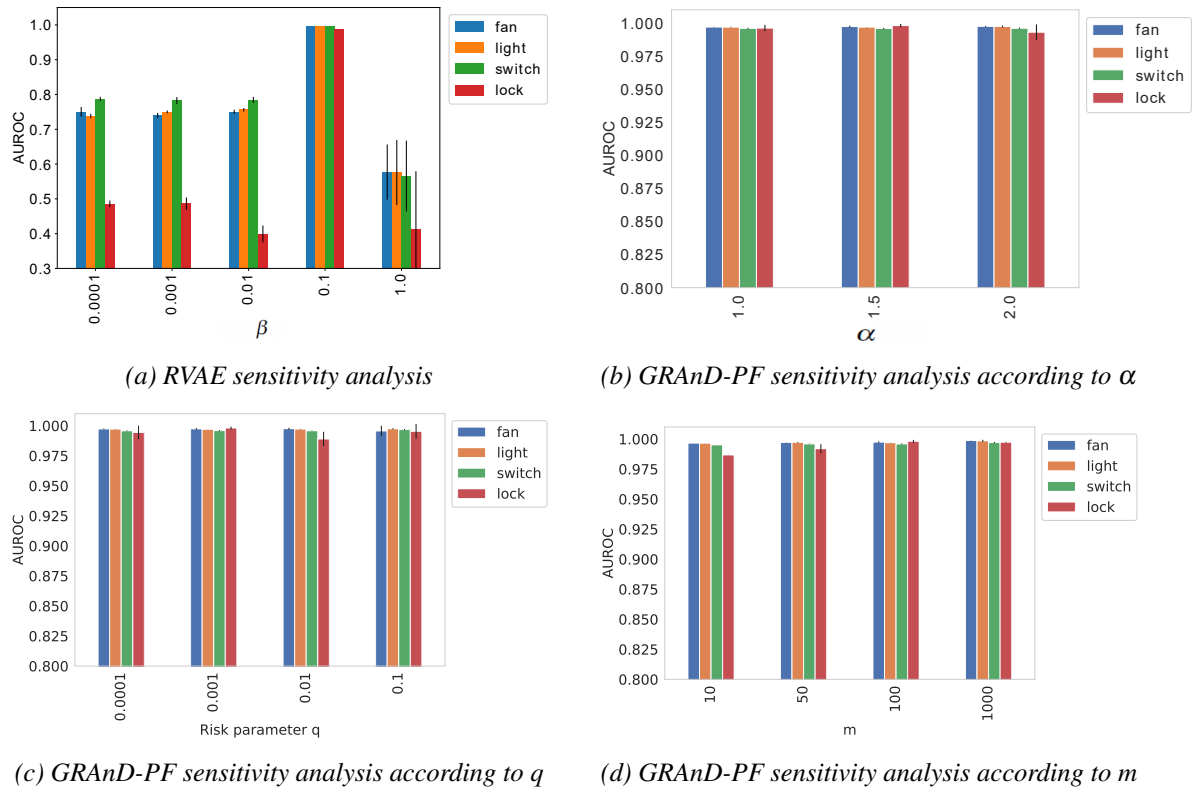 1.0
0.9
0.8
0.7
0.6
0.5
0.4
0.3
AUROC
0.0001
0.001
0.01
0.1
1.0
β
fan
light
switch
lock
(a) RVAE sensitivity analysis
1.000
0.975
0.950
0.925
0.900
0.875
0.850
0.825
0.800
AUROC
1.0
1.5
2.0
α
fan
light
switch
lock
(b) GRAnD-PF sensitivity analysis according to α
1.000
0.975
0.950
0.925
0.900
0.875
0.850
0.825
0.800
AUROC
0.0001
0.001
0.01
0.1
Risk parameter q
fan
light
switch
lock
(c) GRAnD-PF sensitivity analysis according to q
1.000
0.975
0.950
0.925
0.900
0.875
0.850
0.825
0.800
AUROC
10
50
100
1000
m
fan
light
switch
lock
(d) GRAnD-PF sensitivity analysis according to m